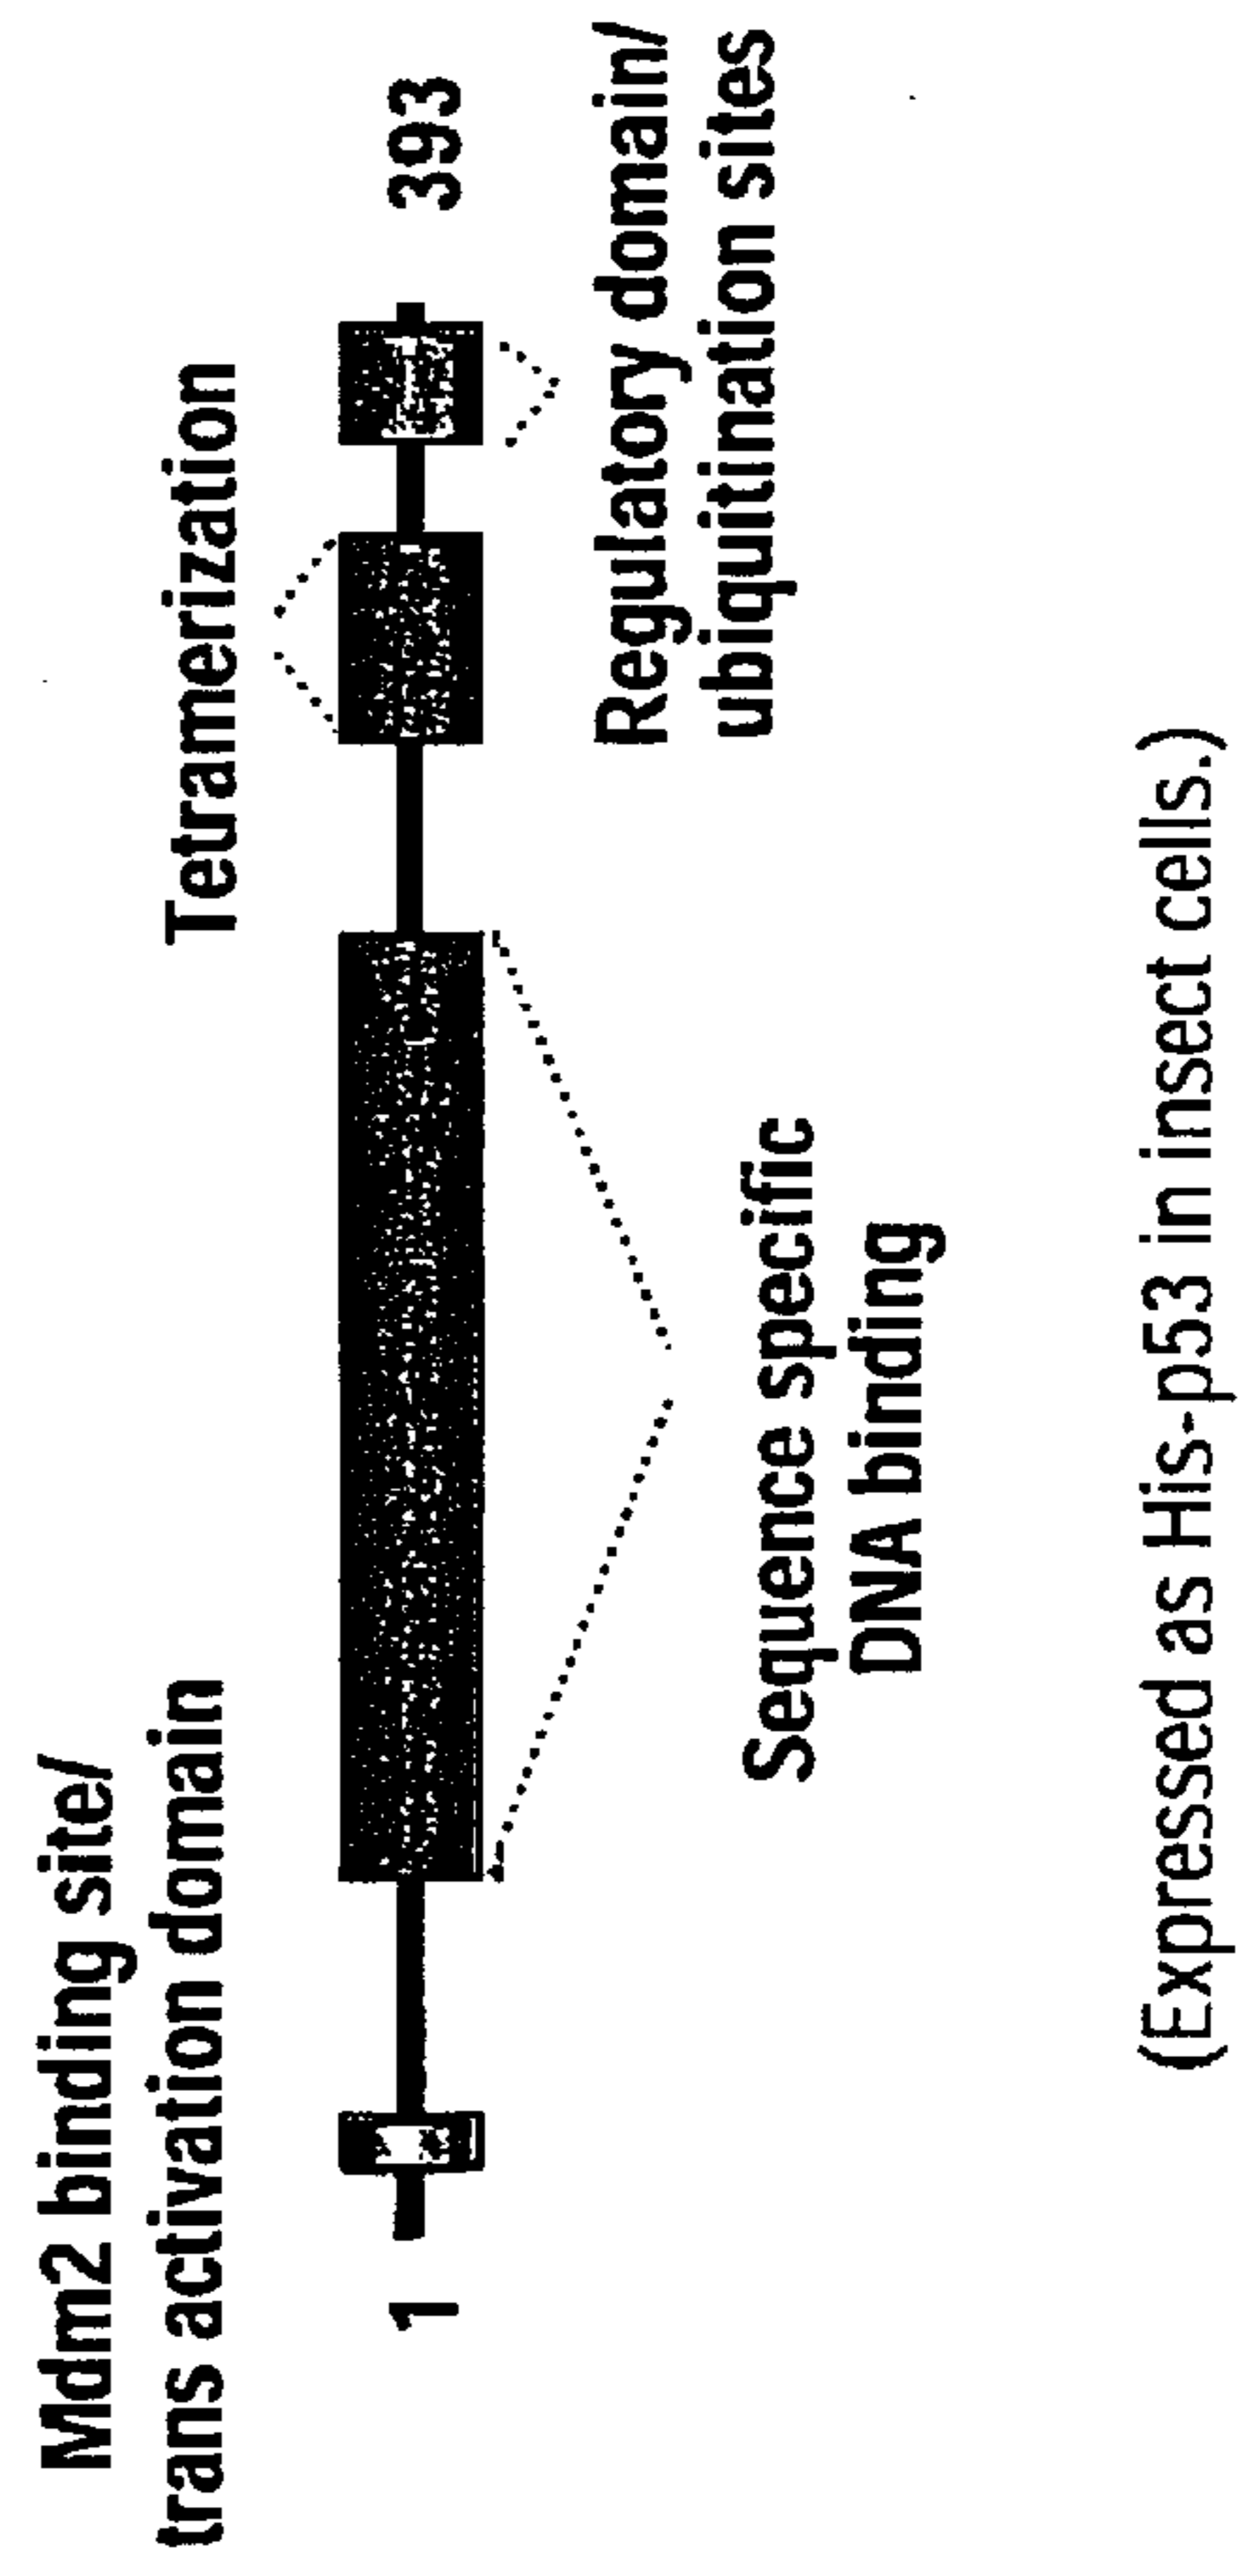 Mdm2 binding site/
trans activation domain
Tetramerization
1
393
Sequence specific
DNA binding
Regulatory domain/
ubiquitination sites
(Expressed as His-p53 in insect cells.)